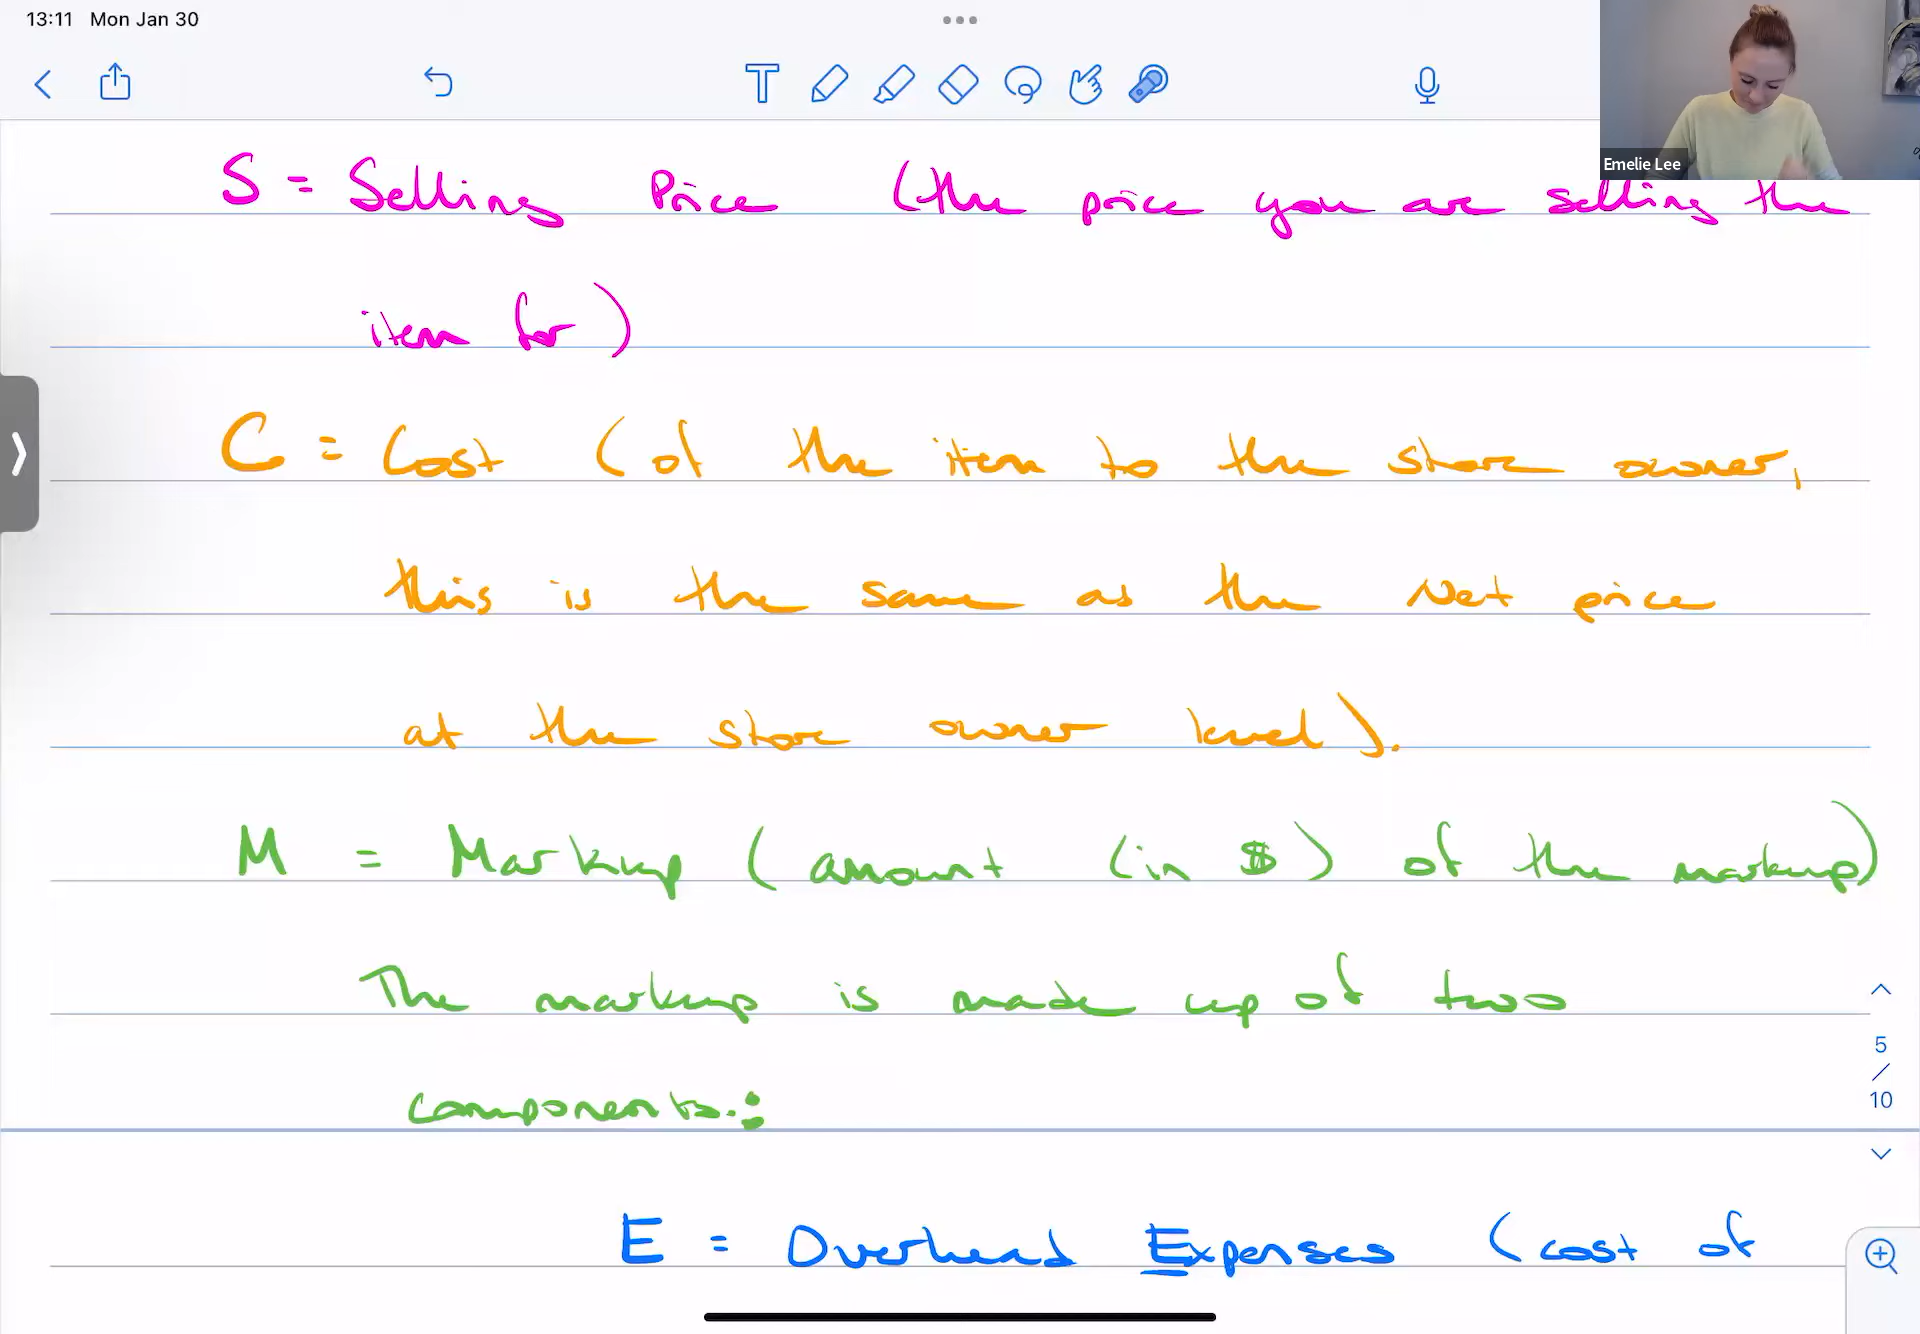 13:11 Mon Jan 30
Emelie Lee
S = Selling Price (the price you are selling the
item for)
C = Cost (of the item to the store owner,
this is the same as the Net price
at the store owner level).
M = Markup (amount (in $) of the markup)
The markup is made up of two
components:
5
/
10
E = Overhead Expenses (cost of